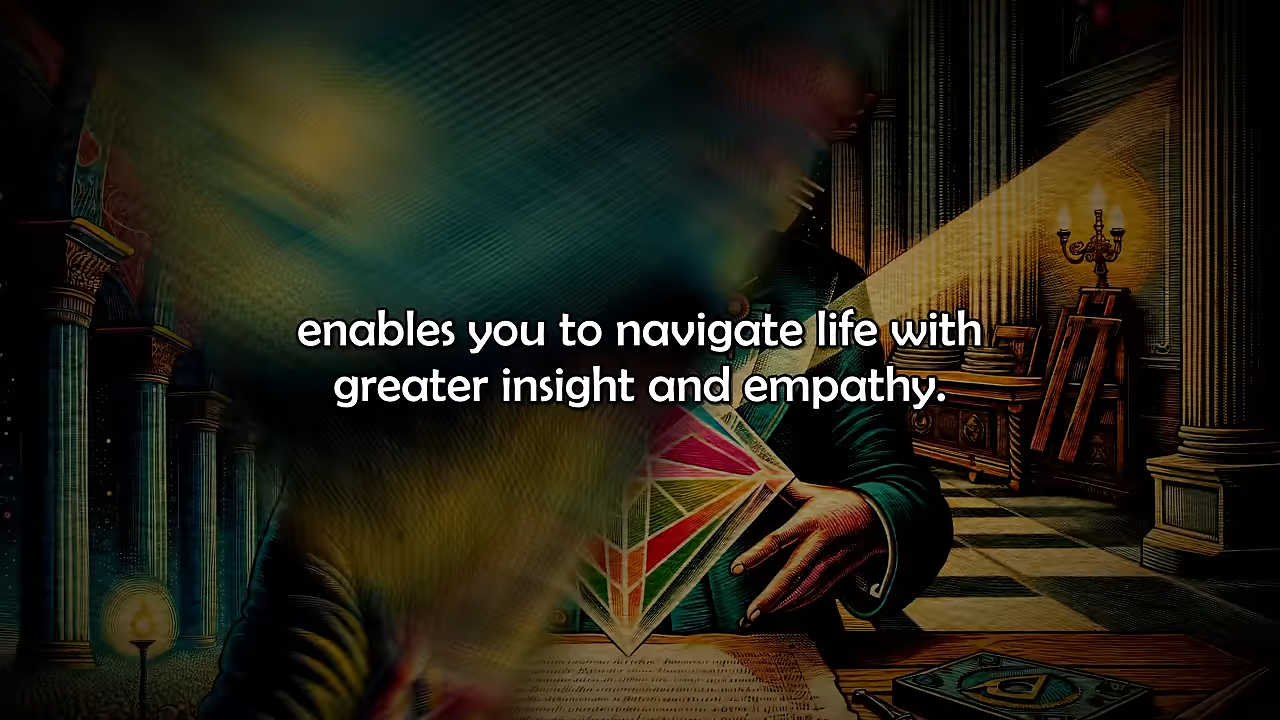 enables you to navigate life with
greater insight and empathy.